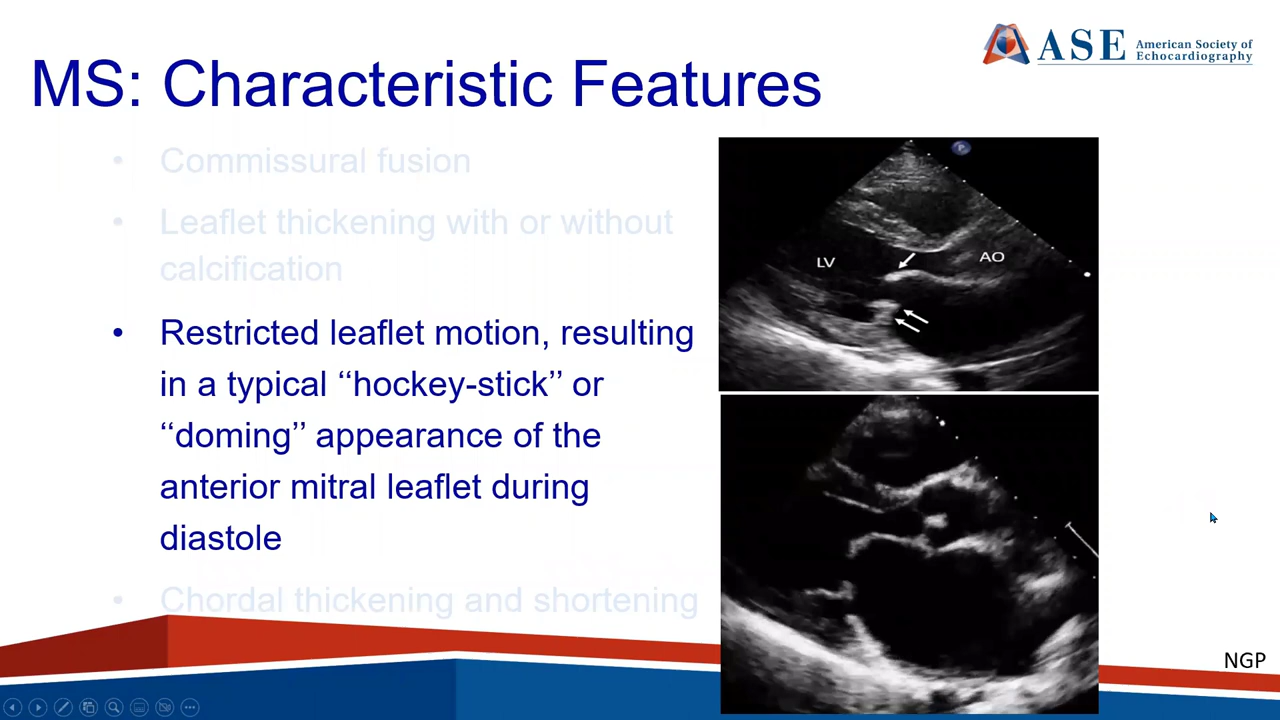 ASE American Society of
Echocardiography
MS: Characteristic Features
• Commissural fusion
• Leaflet thickening with or without
calcification
• Restricted leaflet motion, resulting
in a typical ‘‘hockey-stick’’ or
‘‘doming’’ appearance of the
anterior mitral leaflet during
diastole
• Chordal thickening and shortening
P
LV
AO
NGP